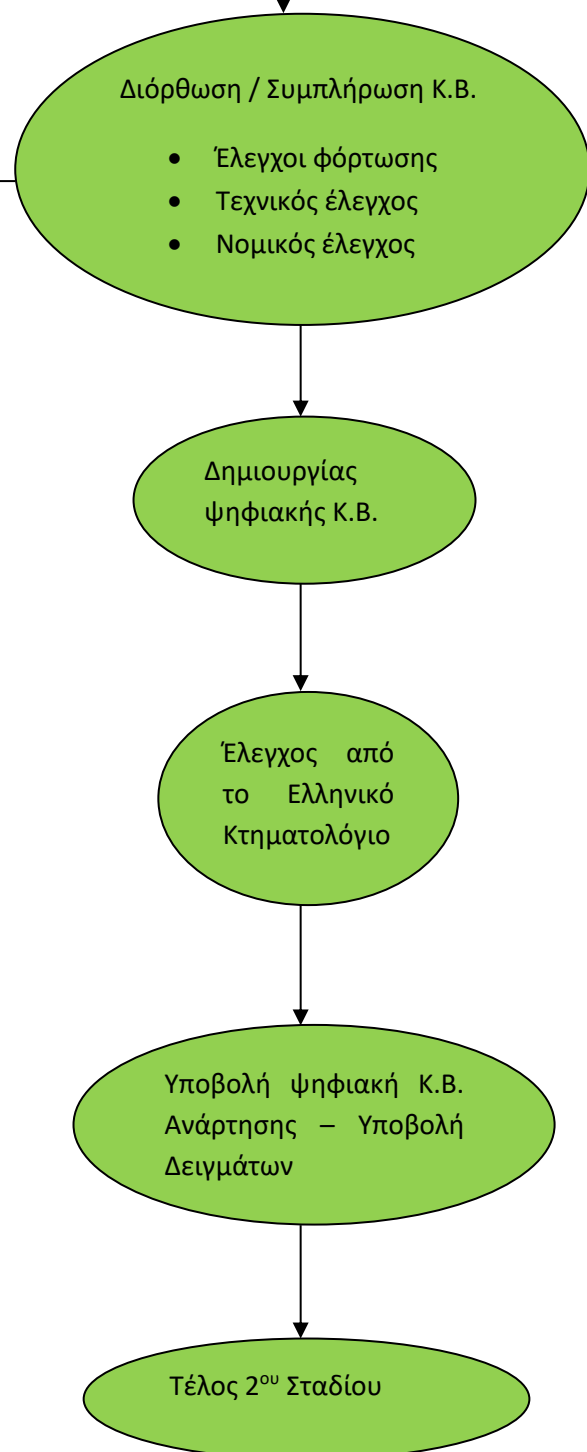 Διόρθωση / Συμπλήρωση Κ.Β.
• Έλεγχοι φόρτωσης
• Τεχνικός έλεγχος
• Νομικός έλεγχος
Δημιουργίας
ψηφιακής Κ.Β.
Έλεγχος από
το Ελληνικό
Κτηματολόγιο
Υποβολή ψηφιακή Κ.Β.
Ανάρτησης – Υποβολή
Δειγμάτων
Τέλος 2ου Σταδίου